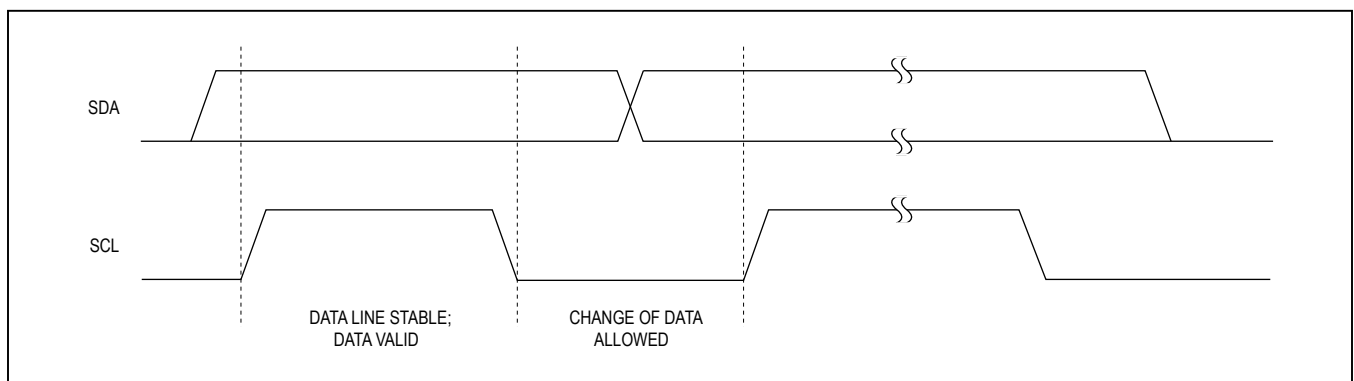 SDA
SCL
DATA LINE STABLE;
DATA VALID
CHANGE OF DATA
ALLOWED